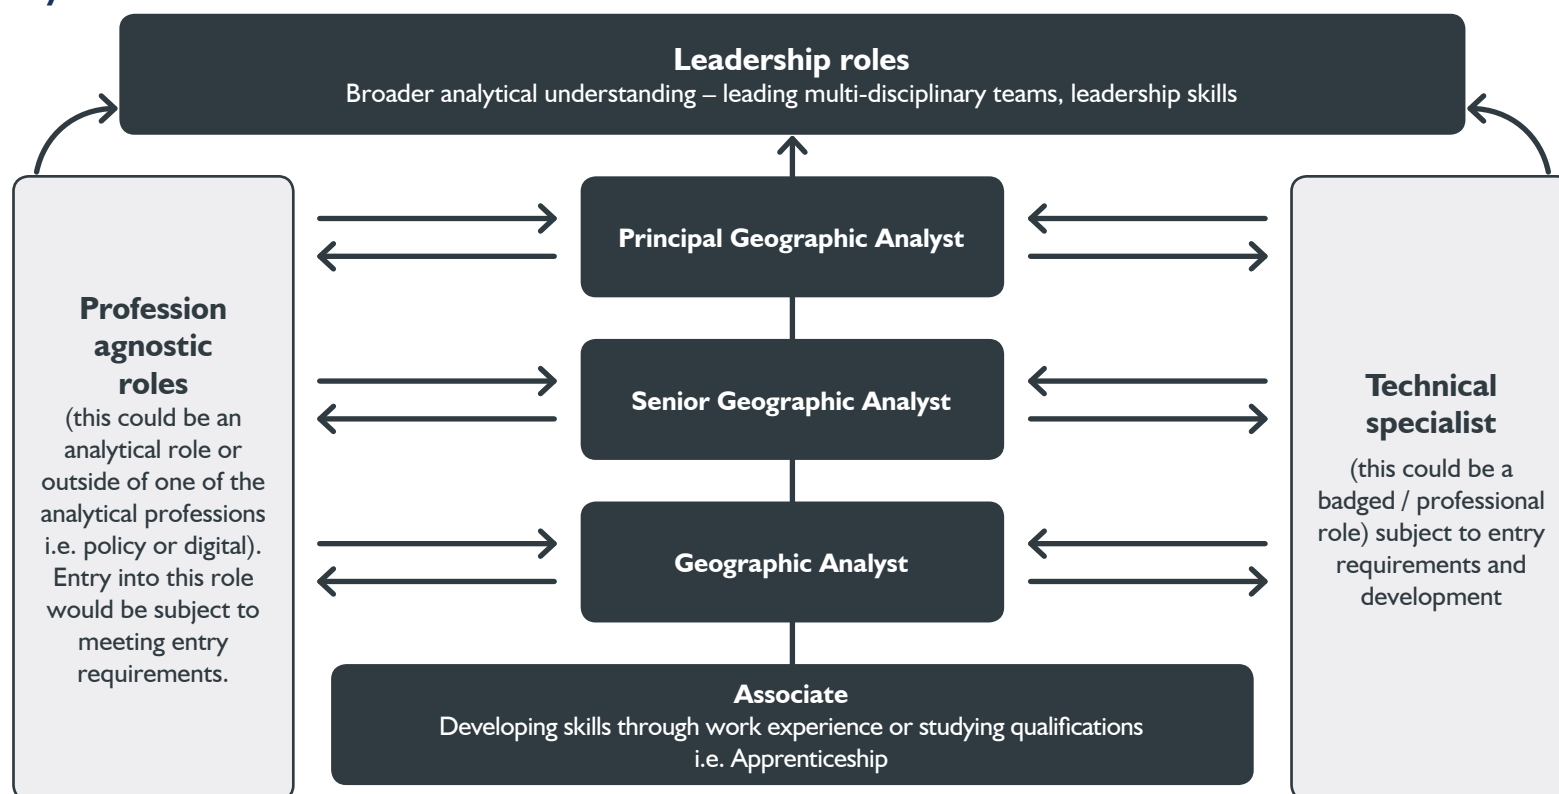 Leadership roles
Broader analytical understanding – leading multi-disciplinary teams, leadership skills
Profession
agnostic
roles
(this could be an
analytical role or
outside of one of the
analytical professions
i.e. policy or digital).
Entry into this role
would be subject to
meeting entry
requirements.
Principal Geographic Analyst
Senior Geographic Analyst
Geographic Analyst
Associate
Developing skills through work experience or studying qualifications
i.e. Apprenticeship
Technical
specialist
(this could be a
badged / professional
role) subject to entry
requirements and
development